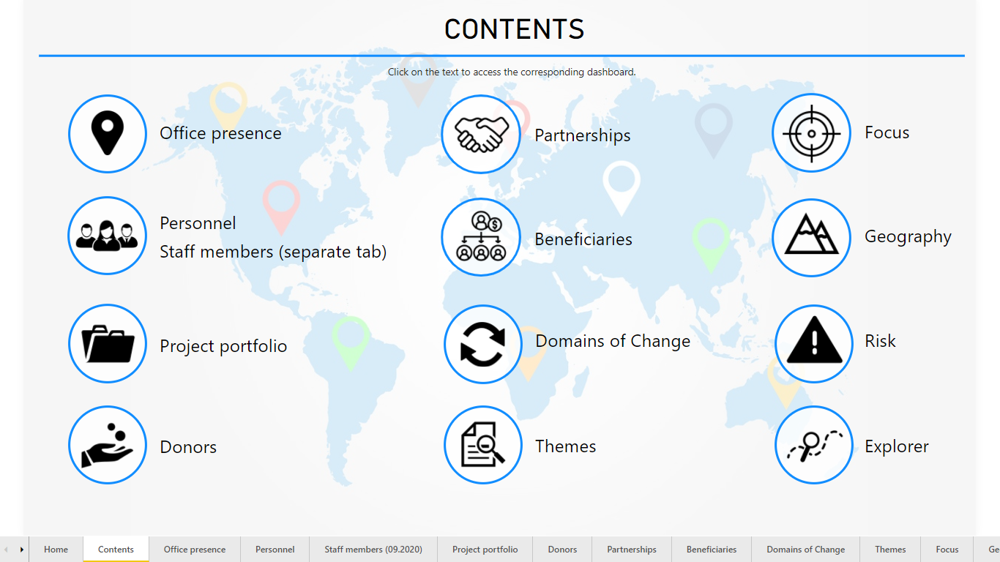 CONTENTS
Click on the text to access the corresponding dashboard.
Office presence
Personnel
Staff members (separate tab)
Project portfolio
Donors
Partnerships
$
Beneficiaries
Domains of Change
Themes
Focus
Geography
Risk
Explorer
Home
Contents
Office presence
Personnel
Staff members (09.2020)
Project portfolio
Donors
Partnerships
Beneficiaries
Domains of Change
Themes
Focus
Ge